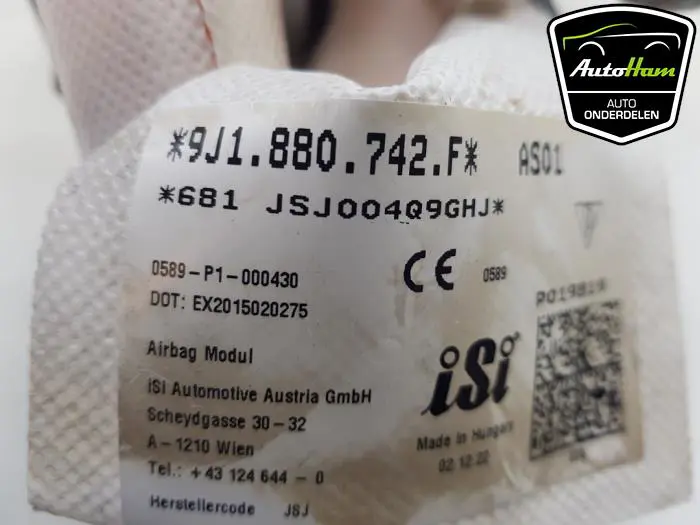 AutoHam
AUTO
ONDERDELEN
*9J1.880.742.F* AS01
*681 JSJ004Q9GHJ*
0589-P1-000430
CE 0589
DOT: EX2015020275
Airbag Modul
iSi Automotive Austria GmbH
Scheydgasse 30-32
A-1210 Wien
Tel.: +43 124 644 - 0
Herstellercode JSJ
iSi
Made in Hungary
02.12.22